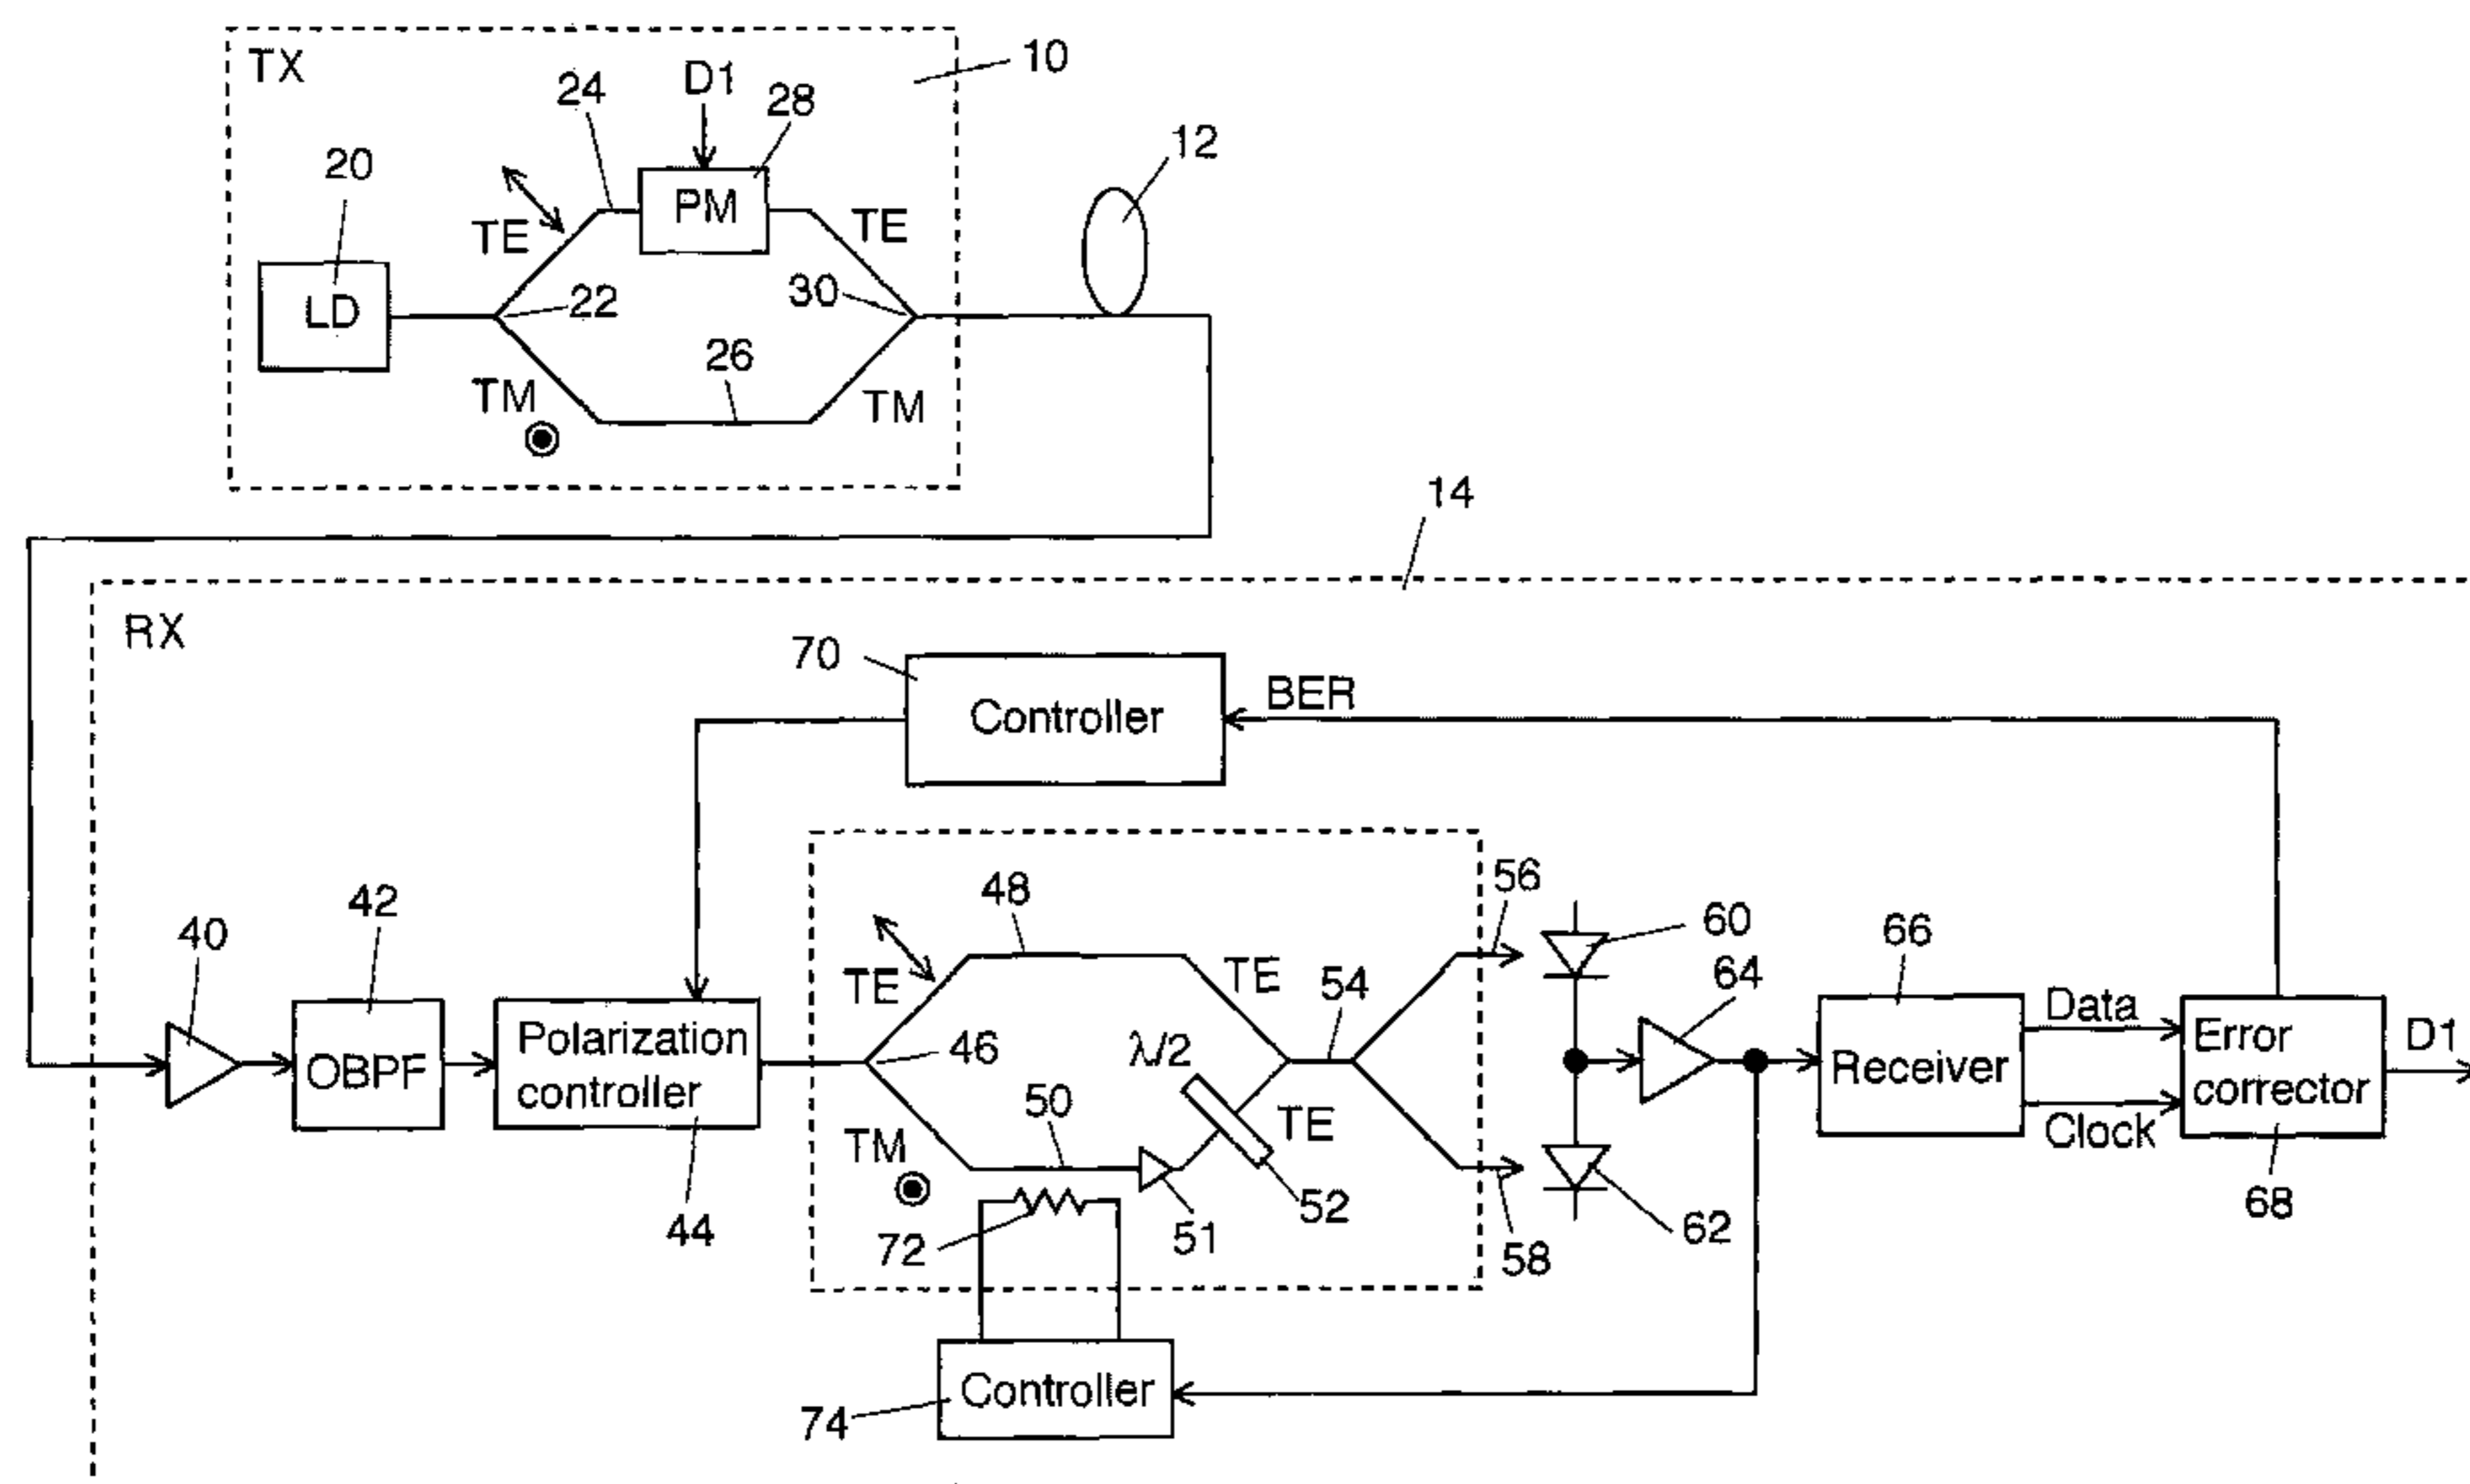 TX
10
24
D1
28
12
20
PM
TE
TE
LD
22
30
26
TM
TM
14
RX
70
BER
Controller
48
56
42
60
40
66
64
TE
TE
54
Data
Polarization
controller
46
λ/2
Error
corrector
D1
OBPF
Receiver
50
TE
TM
Clock
52
68
44
72
51
62
58
Controller
74